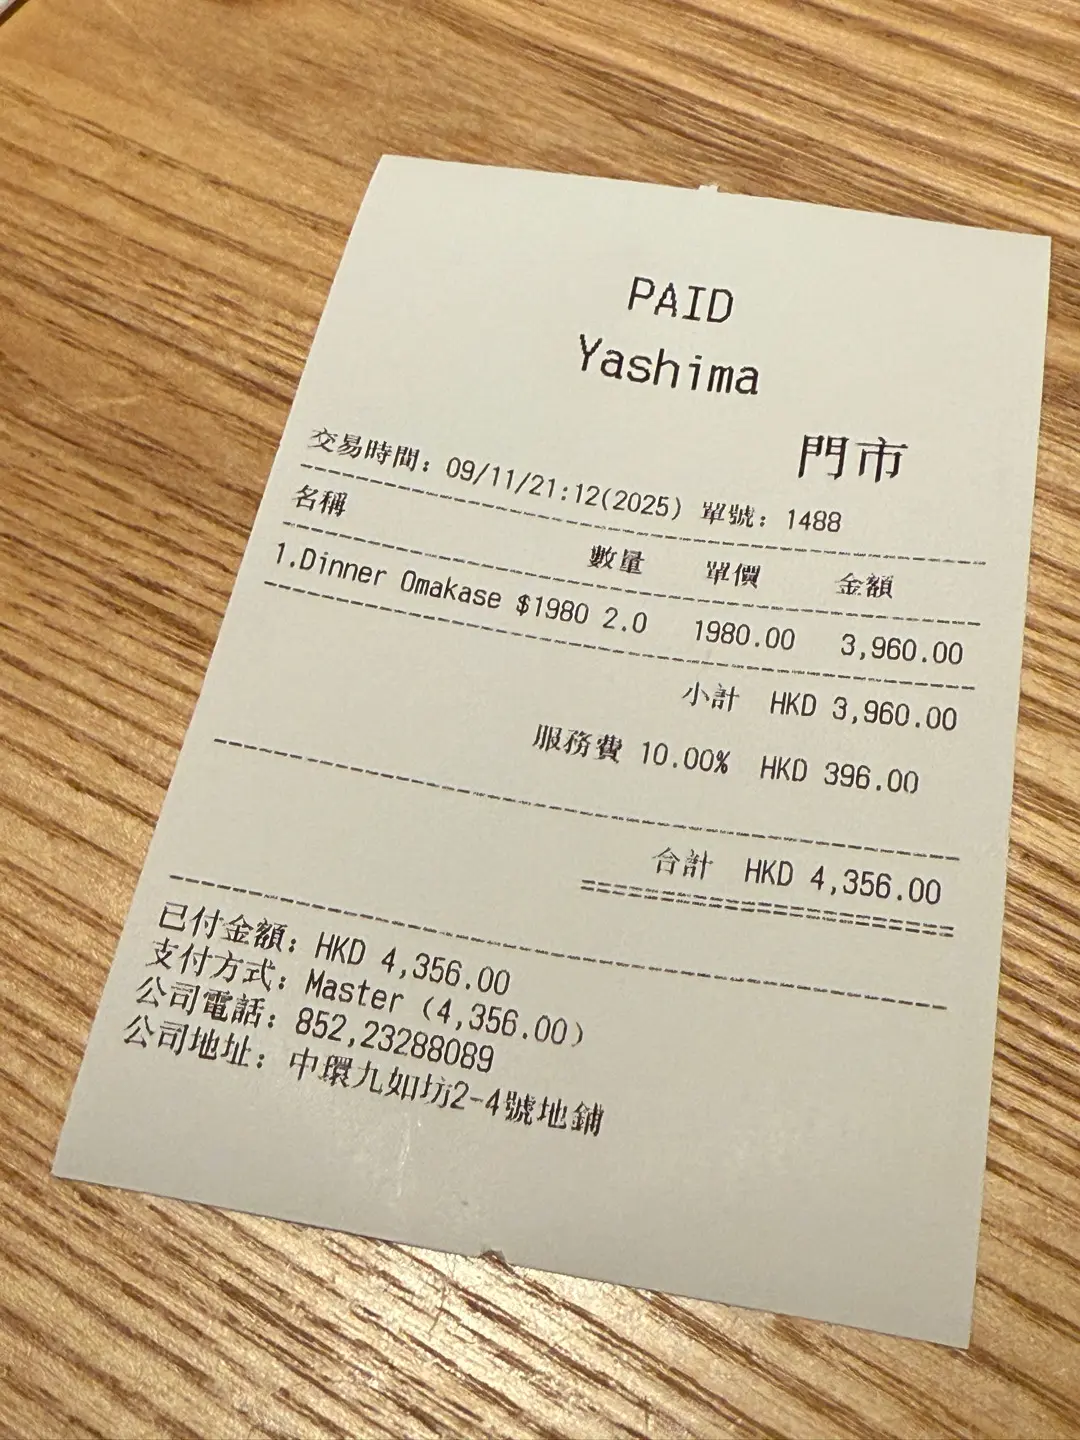 PAID
Yashima
門市
交易時間：09/11/21:12(2025) 單號：1488
名稱 數量 單價 金額
1.Dinner Omakase $1980 2.0 1980.00 3,960.00
小計 HKD 3,960.00
服務費 10.00% HKD 396.00
合計 HKD 4,356.00
已付金額：HKD 4,356.00
支付方式：Master (4,356.00)
公司電話：852,23288089
公司地址：中環九如坊2-4號地鋪